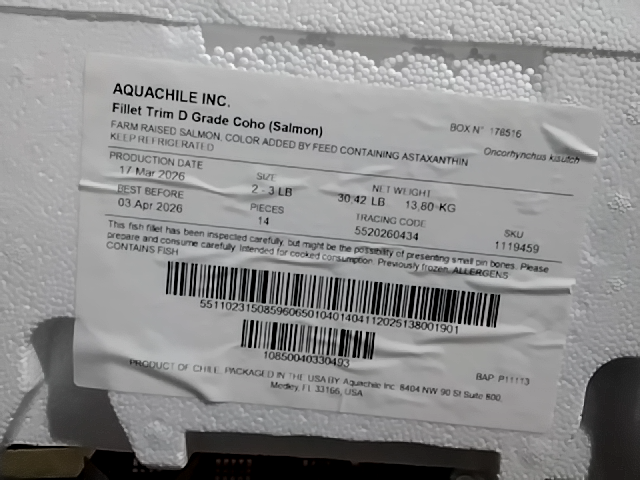 AQUACHILE INC.
Fillet Trim D Grade Coho (Salmon)
BOX N° 178516
FARM RAISED SALMON, COLOR ADDED BY FEED CONTAINING ASTAXANTHIN
Oncorhynchus kisutch
KEEP REFRIGERATED
PRODUCTION DATE SIZE NET WEIGHT
17 Mar 2026 2 - 3 LB 30,42 LB 13,80 KG
BEST BEFORE PIECES TRACING CODE SKU
03 Apr 2026 14 5520260434 1119459
This fish fillet has been inspected carefully, but might be the possibility of presenting small pin bones. Please
prepare and consume carefully. Intended for cooked consumption. Previously frozen. ALLERGENS
CONTAINS FISH
55110231508596065010401404112025138001901
10850040330493
BAP P11113
PRODUCT OF CHILE. PACKAGED IN THE USA BY Aquachile Inc. 8404 NW 90 St Suite 800,
Medley, FL 33166, USA